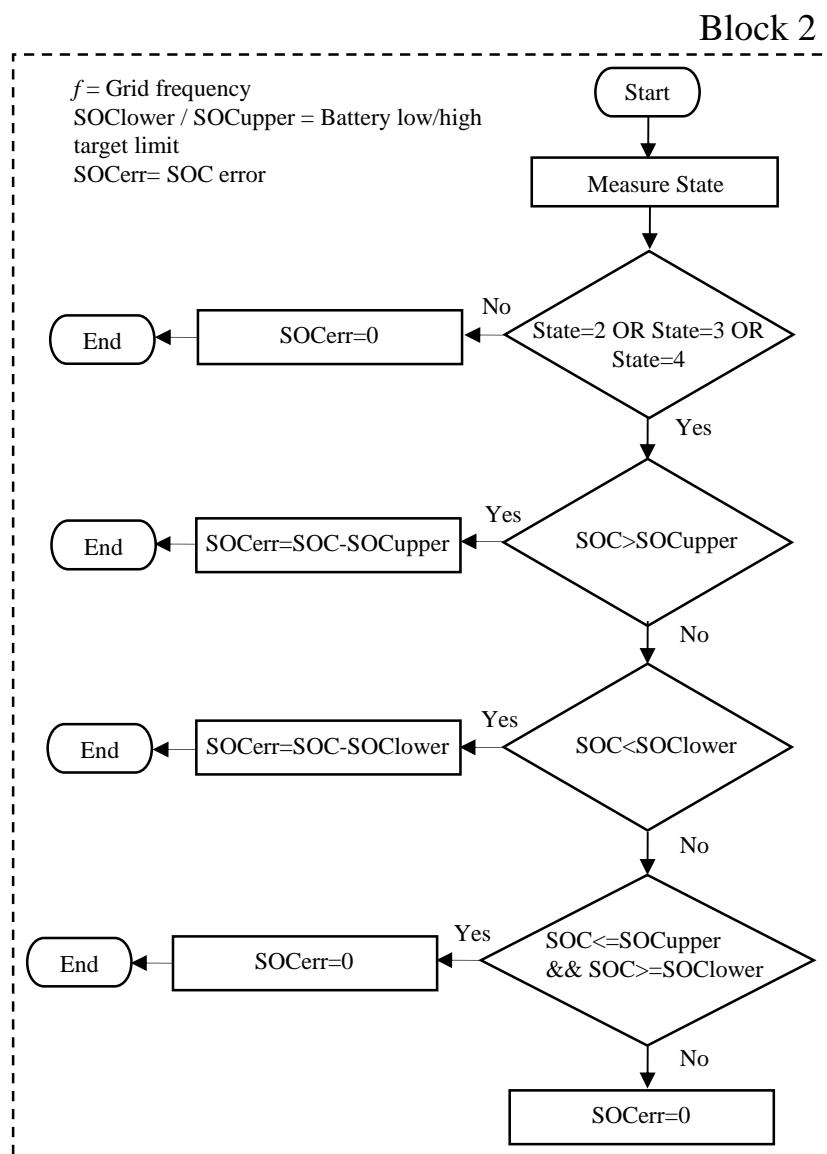 Block 2
f = Grid frequency
SOClower / SOCupper = Battery low/high
target limit
SOCerr= SOC error
Start
Measure State
State=2 OR State=3 OR
State=4
No
SOCerr=0
End
Yes
SOC>SOCupper
Yes
SOCerr=SOC-SOCupper
End
No
SOC<SOClower
Yes
SOCerr=SOC-SOClower
End
No
SOC<=SOCupper
&& SOC>=SOClower
Yes
SOCerr=0
End
No
SOCerr=0